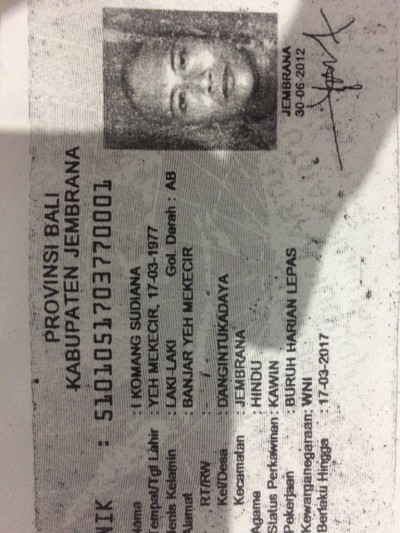 PROVINSI BALI
KABUPATEN JEMBRANA
NIK : 5101051703770001
Nama : I KOMANG SUDIANA
Tempat/Tgl Lahir : YEH MEKECIR, 17-03-1977
Jenis Kelamin : LAKI-LAKI Gol. Darah : AB
Alamat : BANJAR YEH MEKECIR
RT/RW : /
Kel/Desa : DANGINTUKADAYA
Kecamatan : JEMBRANA
Agama : HINDU
Status Perkawinan : KAWIN
Pekerjaan : BURUH HARIAN LEPAS
Kewarganegaraan: WNI
Berlaku Hingga : 17-03-2017
JEMBRANA
30-06-2012